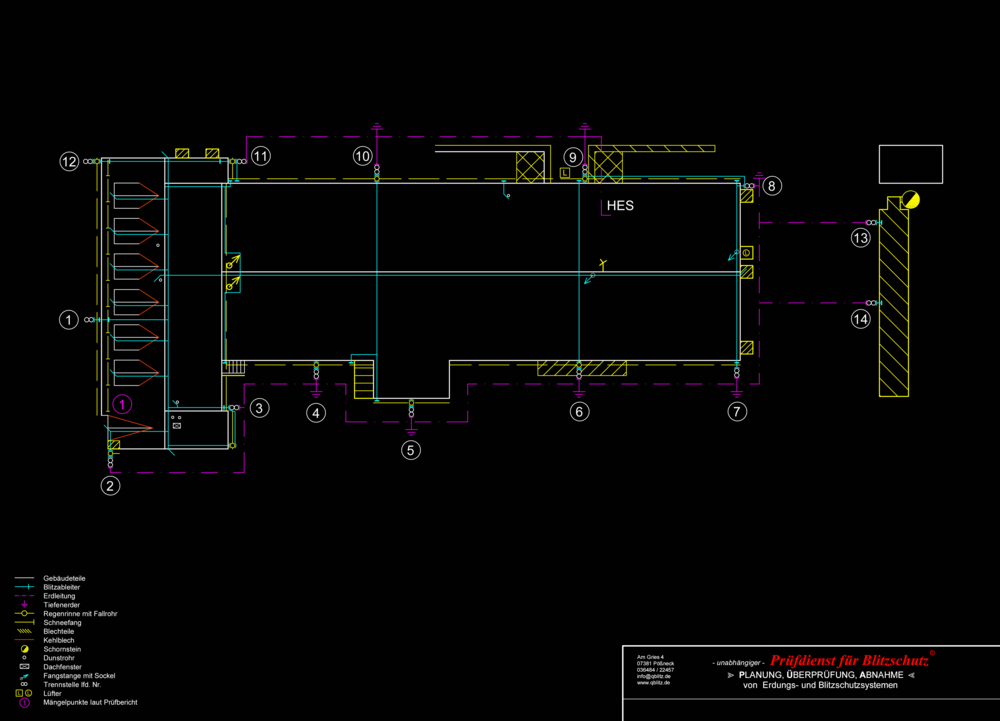 12
11
10
9
L
8
HES
13
L
1
14
1
3
4
6
7
5
2
Gebäudeteile
Blitzableiter
Erdleitung
Tiefenerder
Regenrinne mit Fallrohr
Schneefang
Blechteile
Kehlblech
Schornstein
Dunstrohr
Dachfenster
Fangstange mit Sockel
Trennstelle lfd. Nr.
L L Lüfter
1 Mängelpunkte laut Prüfbericht
Am Gries 4
07381 Pößneck
036484 / 22457
info@qblitz.de
www.qblitz.de
- unabhängiger - Prüfdienst für Blitzschutz
PLANUNG, ÜBERPRÜFUNG, ABNAHME
von Erdungs- und Blitzschutzsystemen